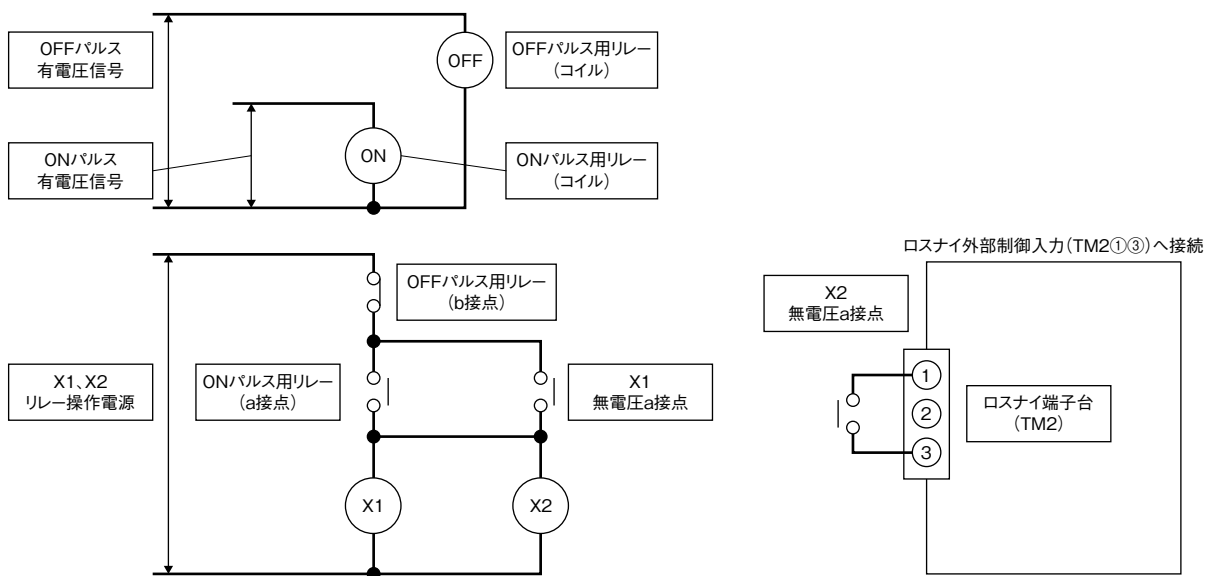 OFFパルス
有電圧信号
OFF
OFFパルス用リレー
(コイル)
ONパルス
有電圧信号
ON
ONパルス用リレー
(コイル)
ロスナイ外部制御入力(TM2①③)へ接続
OFFパルス用リレー
(b接点)
X2
無電圧a接点
X1、X2
リレー操作電源
ONパルス用リレー
(a接点)
X1
無電圧a接点
①
②
③
ロスナイ端子台
(TM2)
X1
X2